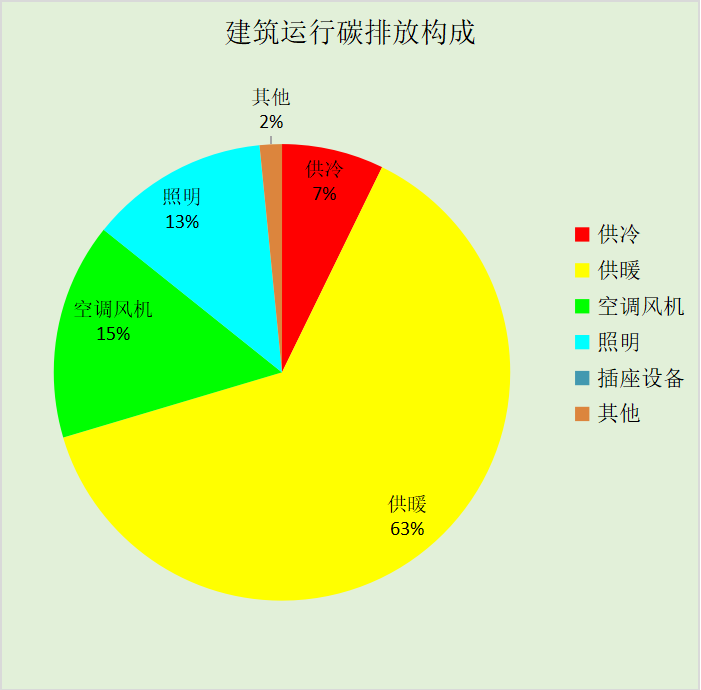 建筑运行碳排放构成
其他
2%
供冷
7%
照明
13%
空调风机
15%
供暖
63%
供冷
供暖
空调风机
照明
插座设备
其他